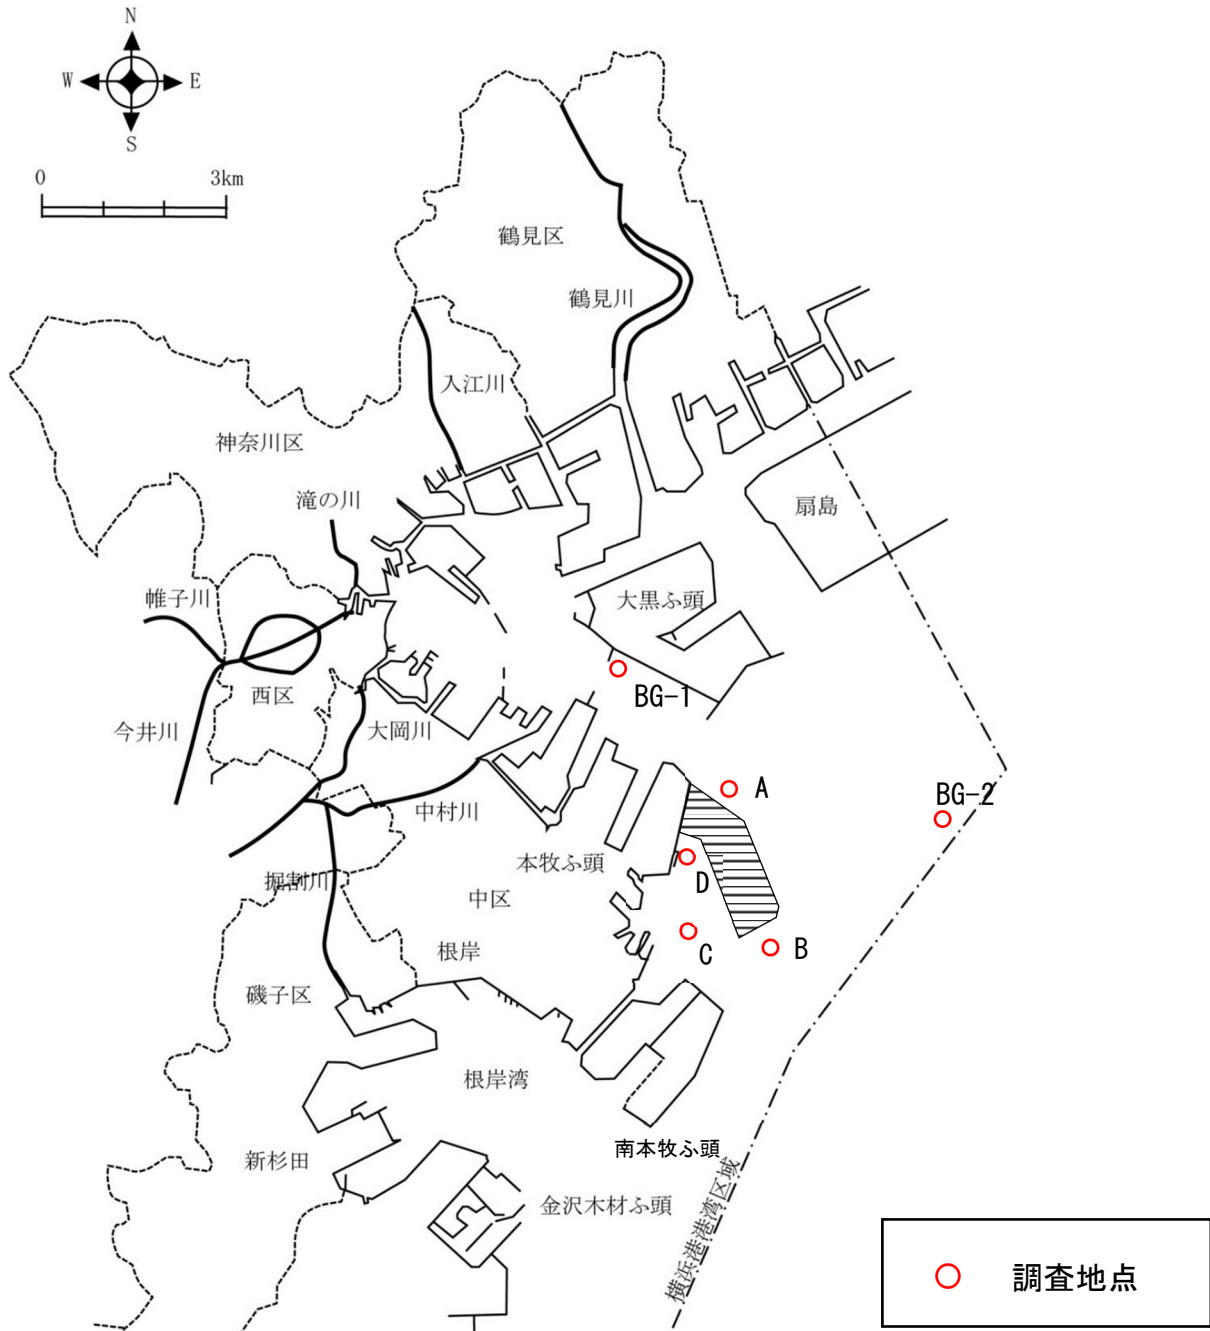 N
W
E
S
0
3km
鶴見区
鶴見川
入江川
神奈川区
滝の川
扇島
帷子川
大黒ふ頭
西区
BG-1
今井川
大岡川
A
BG-2
中村川
本牧ふ頭
D
掘割川
中区
根岸
C
B
磯子区
根岸湾
南本牧ふ頭
新杉田
金沢木材ふ頭
横浜港港湾区域
調査地点